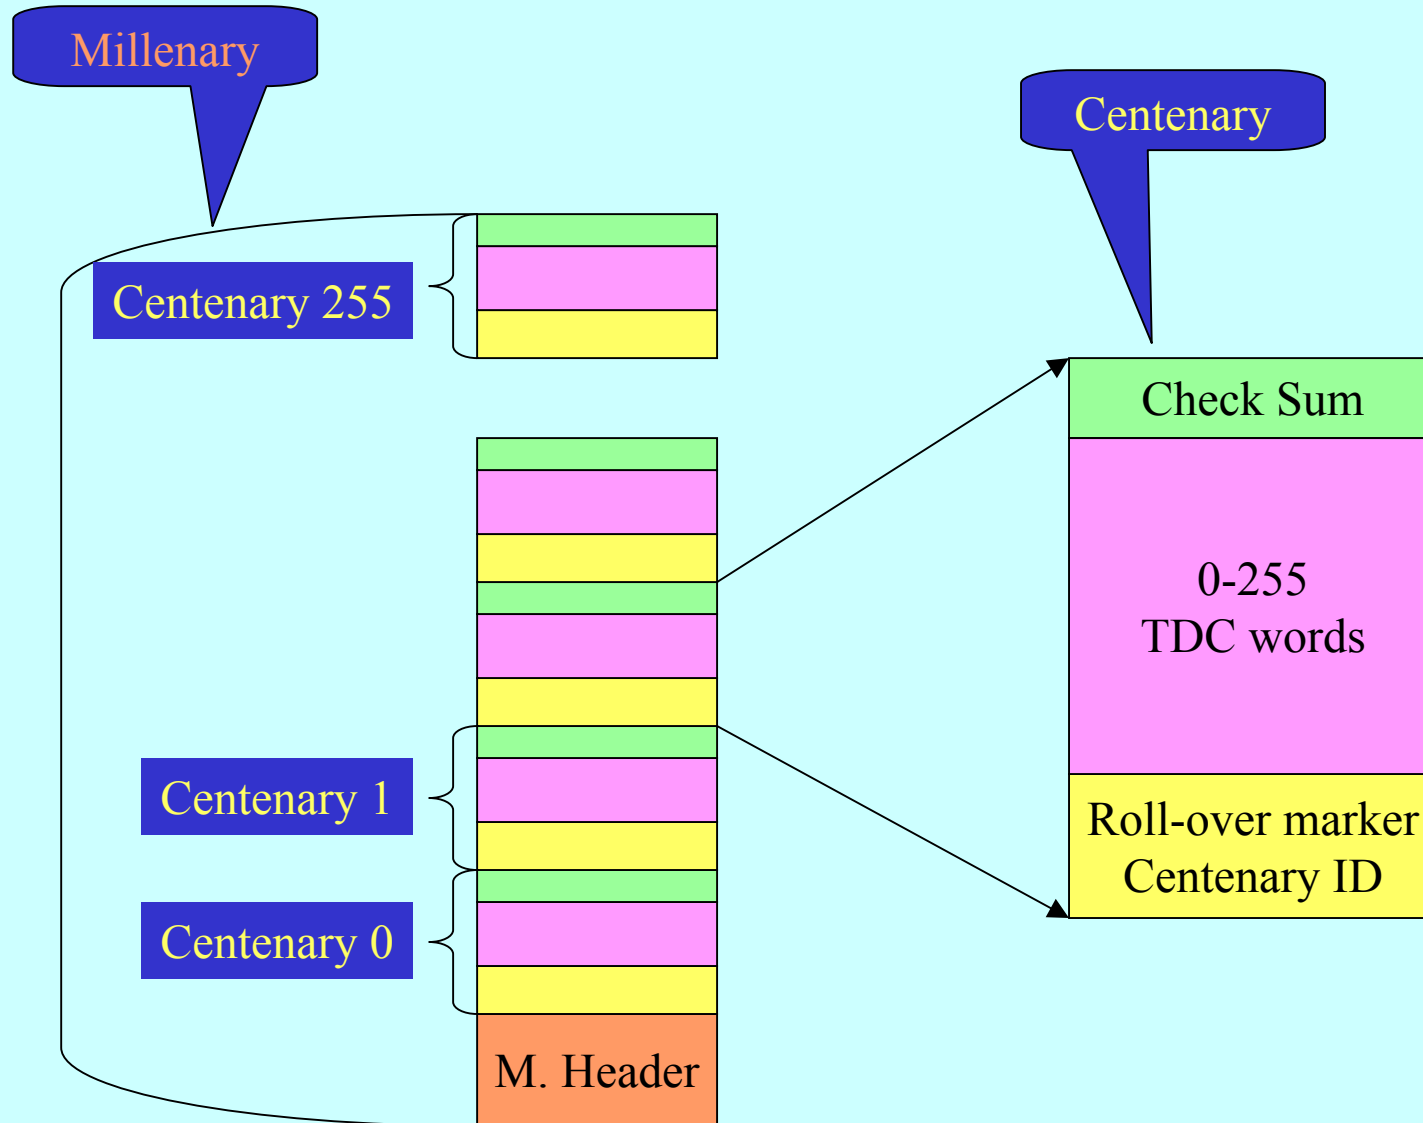 Millenary
Centenary
Centenary 255
Check Sum
0-255
TDC words
Centenary 1
Roll-over marker
Centenary ID
Centenary 0
M. Header